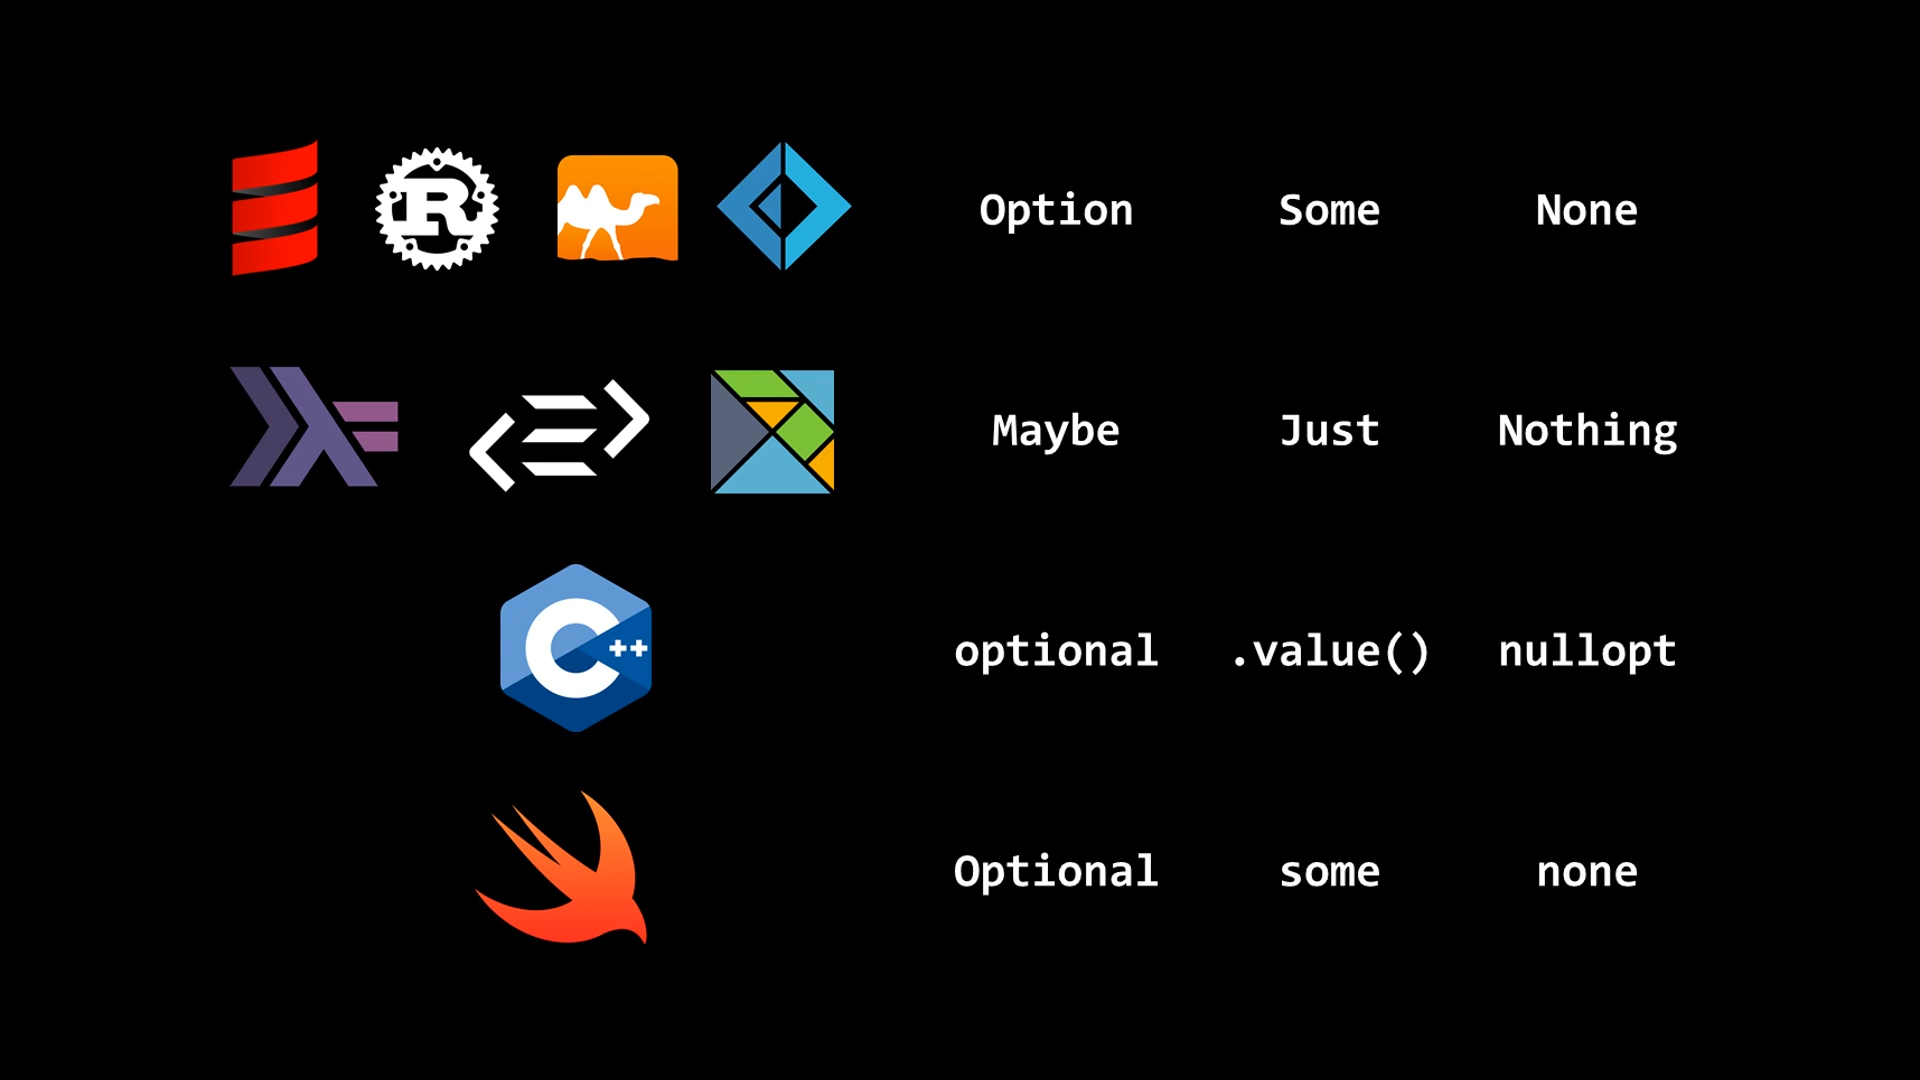 R Option Some None
Maybe Just Nothing
C++ optional .value() nullopt
Optional some none